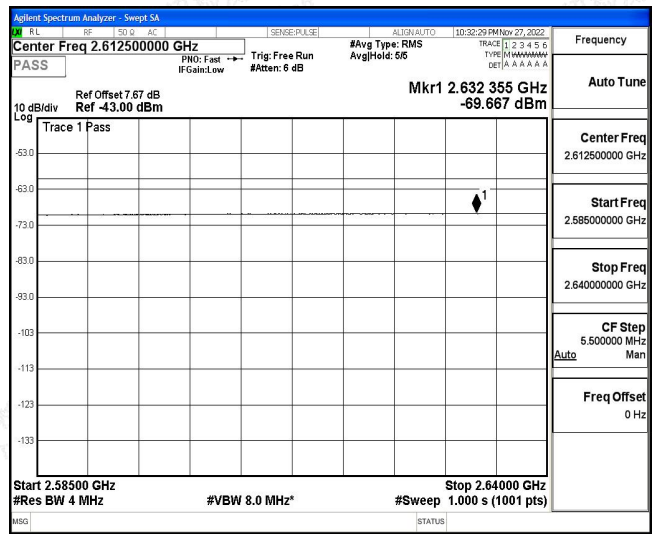 Agilent Spectrum Analyzer - Swept SA
LXI RL RF 50 Ω AC SENSE:PULSE ALIGN AUTO 10:32:29 PM Nov 27, 2022
Center Freq 2.612500000 GHz
PASS
PNO: Fast
IFGain:Low
Trig: Free Run
#Atten: 6 dB
#Avg Type: RMS
Avg|Hold: 5/5
TRACE 1 2 3 4 5 6
TYPE M WWWWW
DET A A A A A A
Ref Offset 7.67 dB
10 dB/div Ref -43.00 dBm
Log
Mkr1 2.632 355 GHz
-69.667 dBm
Trace 1 Pass
1
-53.0
-63.0
-73.0
-83.0
-93.0
-103
-113
-123
-133
Start 2.58500 GHz Stop 2.64000 GHz
#Res BW 4 MHz #VBW 8.0 MHz* #Sweep 1.000 s (1001 pts)
MSG STATUS
Frequency
Auto Tune
Center Freq
2.612500000 GHz
Start Freq
2.585000000 GHz
Stop Freq
2.640000000 GHz
CF Step
5.500000 MHz
Auto Man
Freq Offset
0 Hz